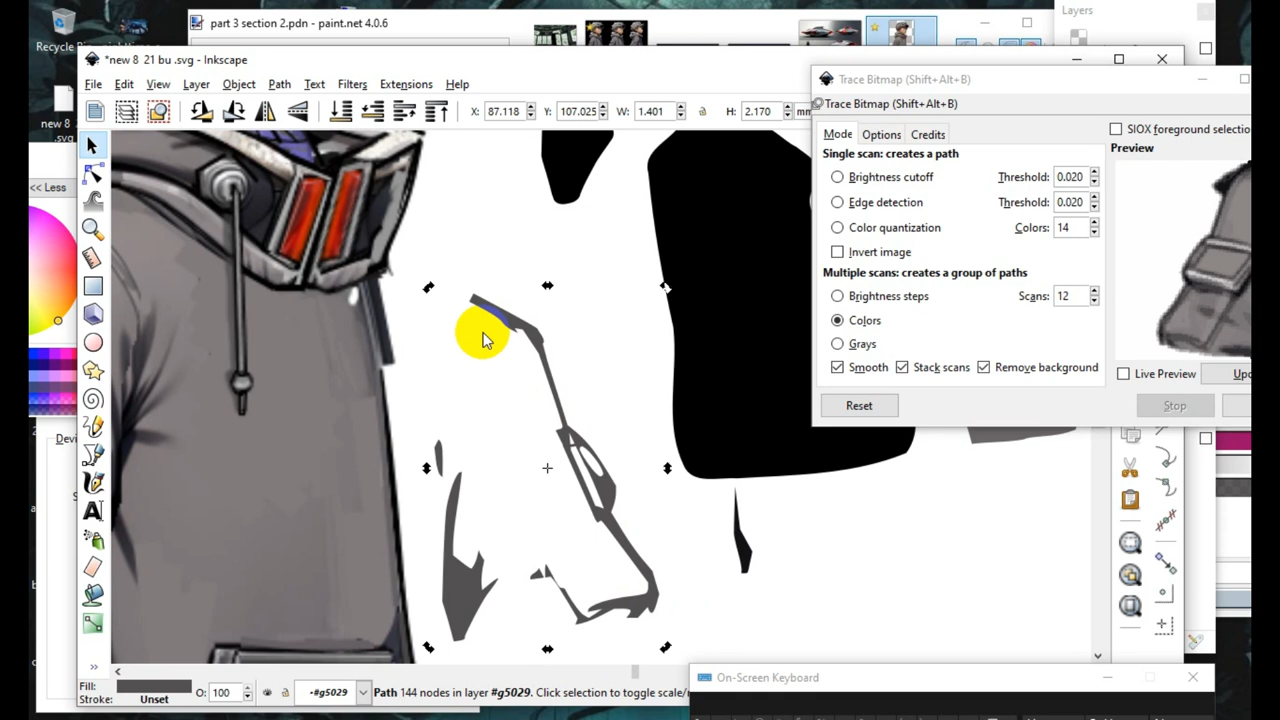 part 3 section 2.pdn - paint.net 4.0.6
Layers
Recycle
*new 8 21 bu .svg - Inkscape
File Edit View Layer Object Path Text Filters Extensions Help
X: 87.118 Y: 107.025 W: 1.401 H: 2.170 mm
new 8
.svg
<< Less
Trace Bitmap (Shift+Alt+B)
Trace Bitmap (Shift+Alt+B)
Mode Options Credits
SIOX foreground selectio
Preview
Single scan: creates a path
Brightness cutoff Threshold: 0.020
Edge detection Threshold: 0.020
Color quantization Colors: 14
Invert image
Multiple scans: creates a group of paths
Brightness steps Scans: 12
Colors
Grays
Smooth Stack scans Remove background
Live Preview Upd
Reset Stop
Devi
A
Fill:
Stroke: Unset
O: 100
#g5029
Path 144 nodes in layer #g5029. Click selection to toggle scale/r
On-Screen Keyboard